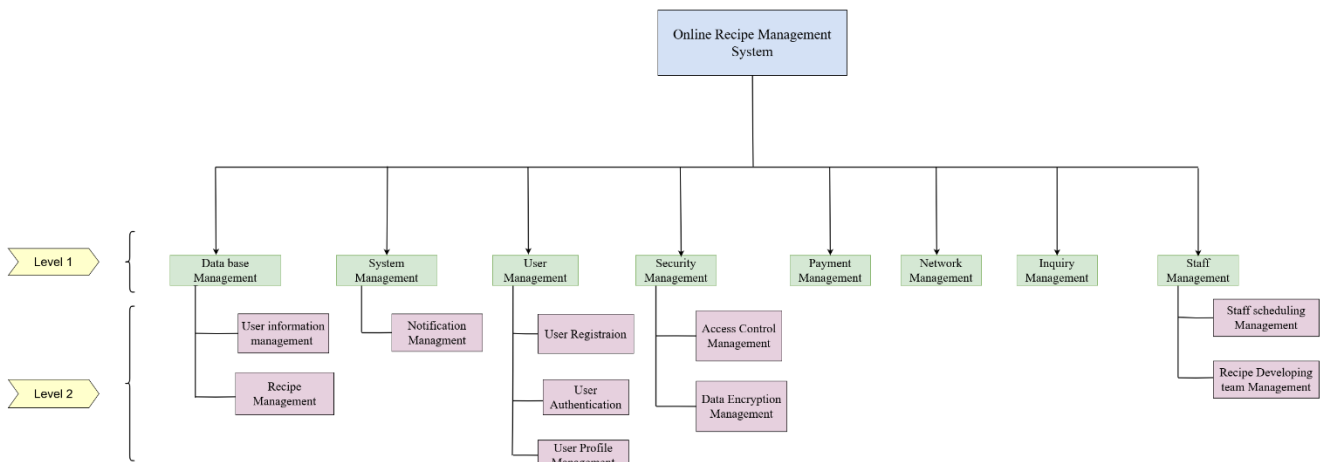 Online Recipe Management
System
Level 1
Data base
Management
System
Management
User
Management
Security
Management
Payment
Management
Network
Management
Inquiry
Management
Staff
Management
Level 2
User information
management
Recipe
Management
Notification
Managment
User Registraion
User
Authentication
User Profile
Management
Access Control
Management
Data Encryption
Management
Staff scheduling
Management
Recipe Developing
team Management